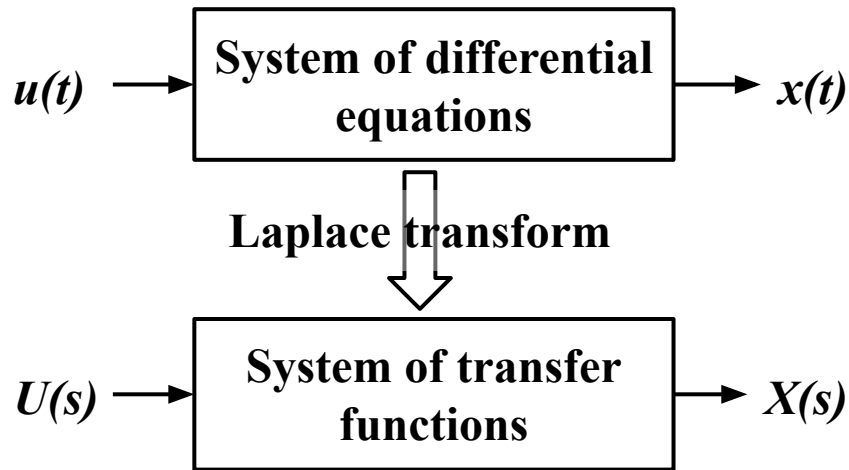 System of differential
u(t)
x(t)
equations
Laplace transform
System of transfer
U(s)
X(s)
functions